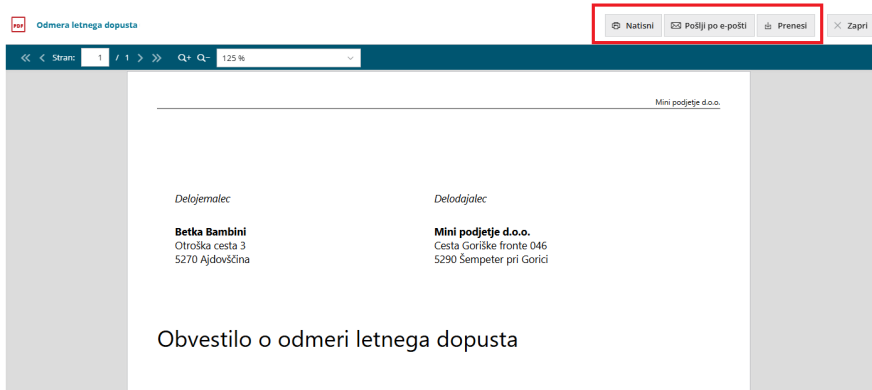 PDF Odmera letnega dopusta Natisni Pošlji po e-pošti Prenesi Zapri
Stran: 1 / 1 125 %
Mini podjetje d.o.o.
Delojemalec Delodajalec
Betka Bambini Mini podjetje d.o.o.
Otroška cesta 3 Cesta Goriške fronte 046
5270 Ajdovščina 5290 Šempeter pri Gorici
Obvestilo o odmeri letnega dopusta